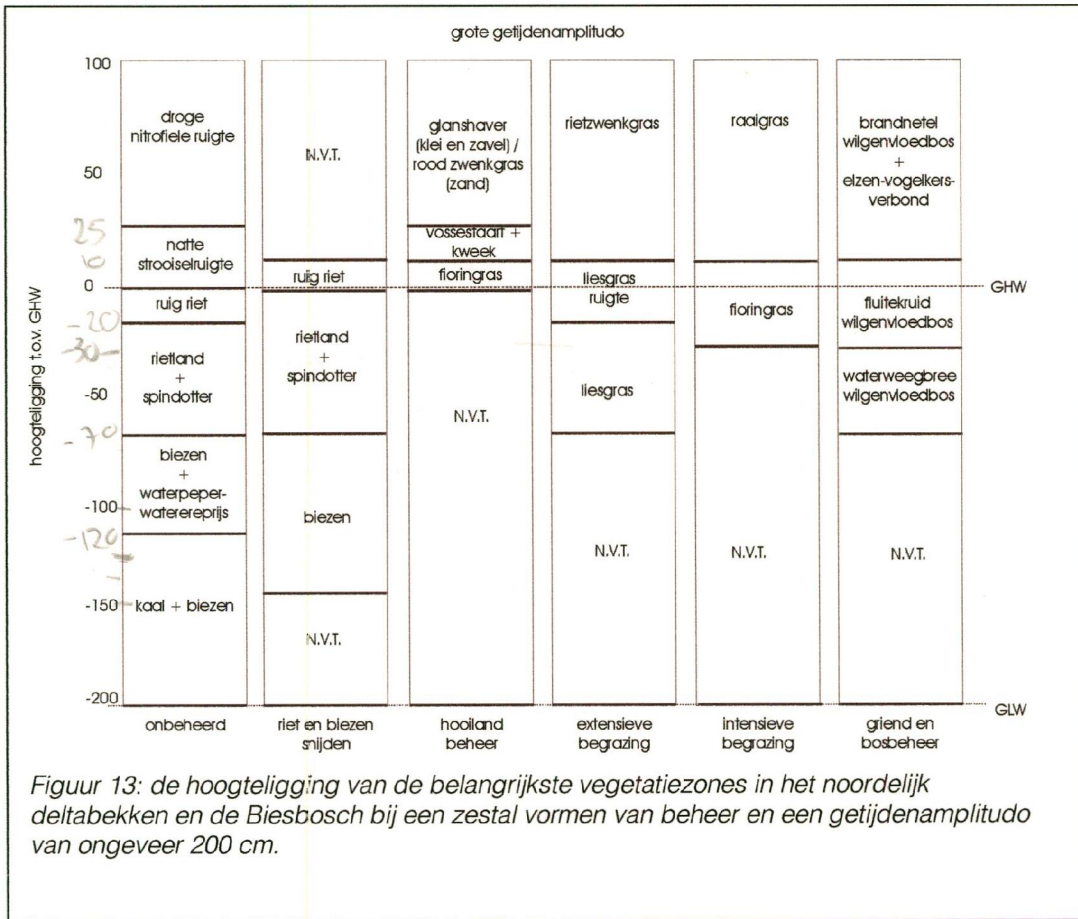 grote getijdenamplitudo
hoogteligging t.o.v. GHW
100
50
25
10
0
-20
-30
-50
-70
-100
-120
-150
-200
droge
nitrofiele ruigte
natte
strooiselruigte
ruig riet
rietland
+
spindotter
biezen
+
waterpeper-
waterereprijs
kaal + biezen
onbeheerd
N.V.T.
ruig riet
rietland
+
spindotter
biezen
N.V.T.
riet en biezen
snijden
glanshaver
(klei en zavel) /
rood zwenkgras
(zand)
vossestaart +
kweek
fioringras
N.V.T.
hooiland
beheer
rietzwenkgras
liesgras
ruigte
liesgras
N.V.T.
extensieve
begrazing
raaigras
fioringras
N.V.T.
intensieve
begrazing
brandnetel
wilgenvloedbos
+
elzen-vogelkers-
verbond
fluitekruid
wilgenvloedbos
waterweegbree
wilgenvloedbos
N.V.T.
griend en
bosbeheer
GHW
GLW
Figuur 13: de hoogteligging van de belangrijkste vegetatiezones in het noordelijk
deltabekken en de Biesbosch bij een zestal vormen van beheer en een getijdenamplitudo
van ongeveer 200 cm.